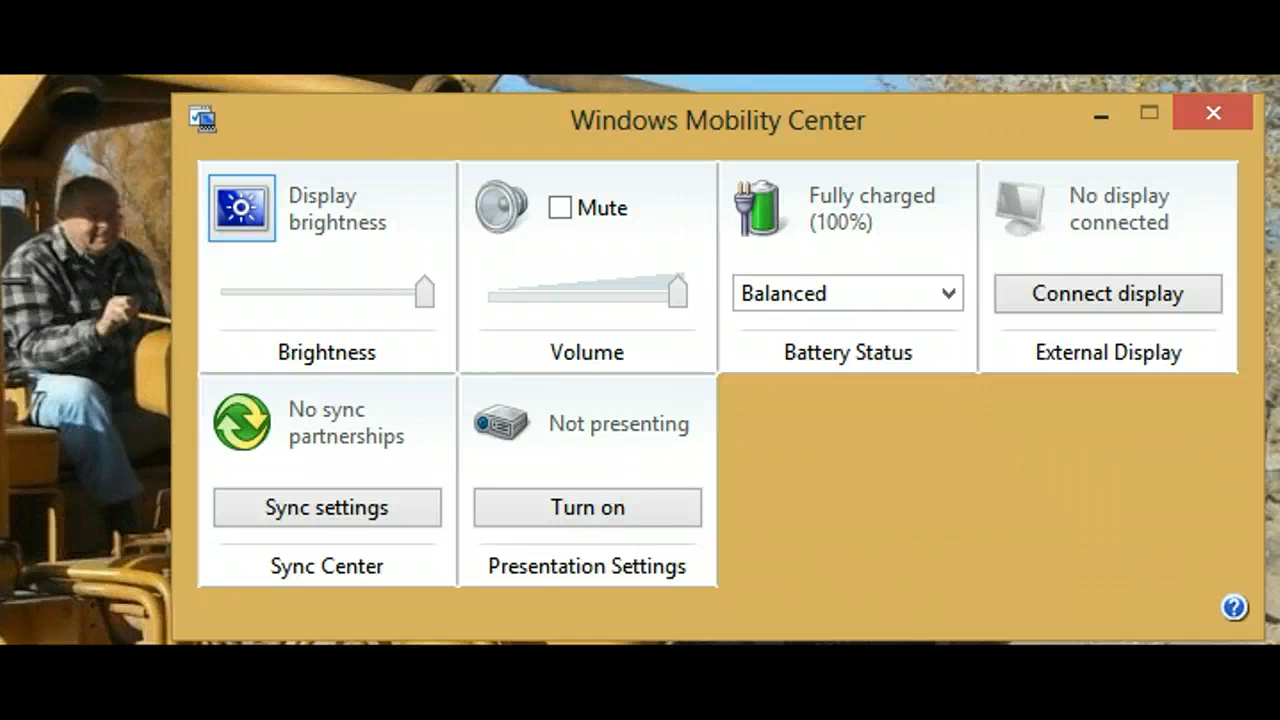 Windows Mobility Center
Display
brightness
Mute
Fully charged
(100%)
No display
connected
Balanced
Connect display
Brightness
Volume
Battery Status
External Display
No sync
partnerships
Not presenting
Sync settings
Turn on
Sync Center
Presentation Settings